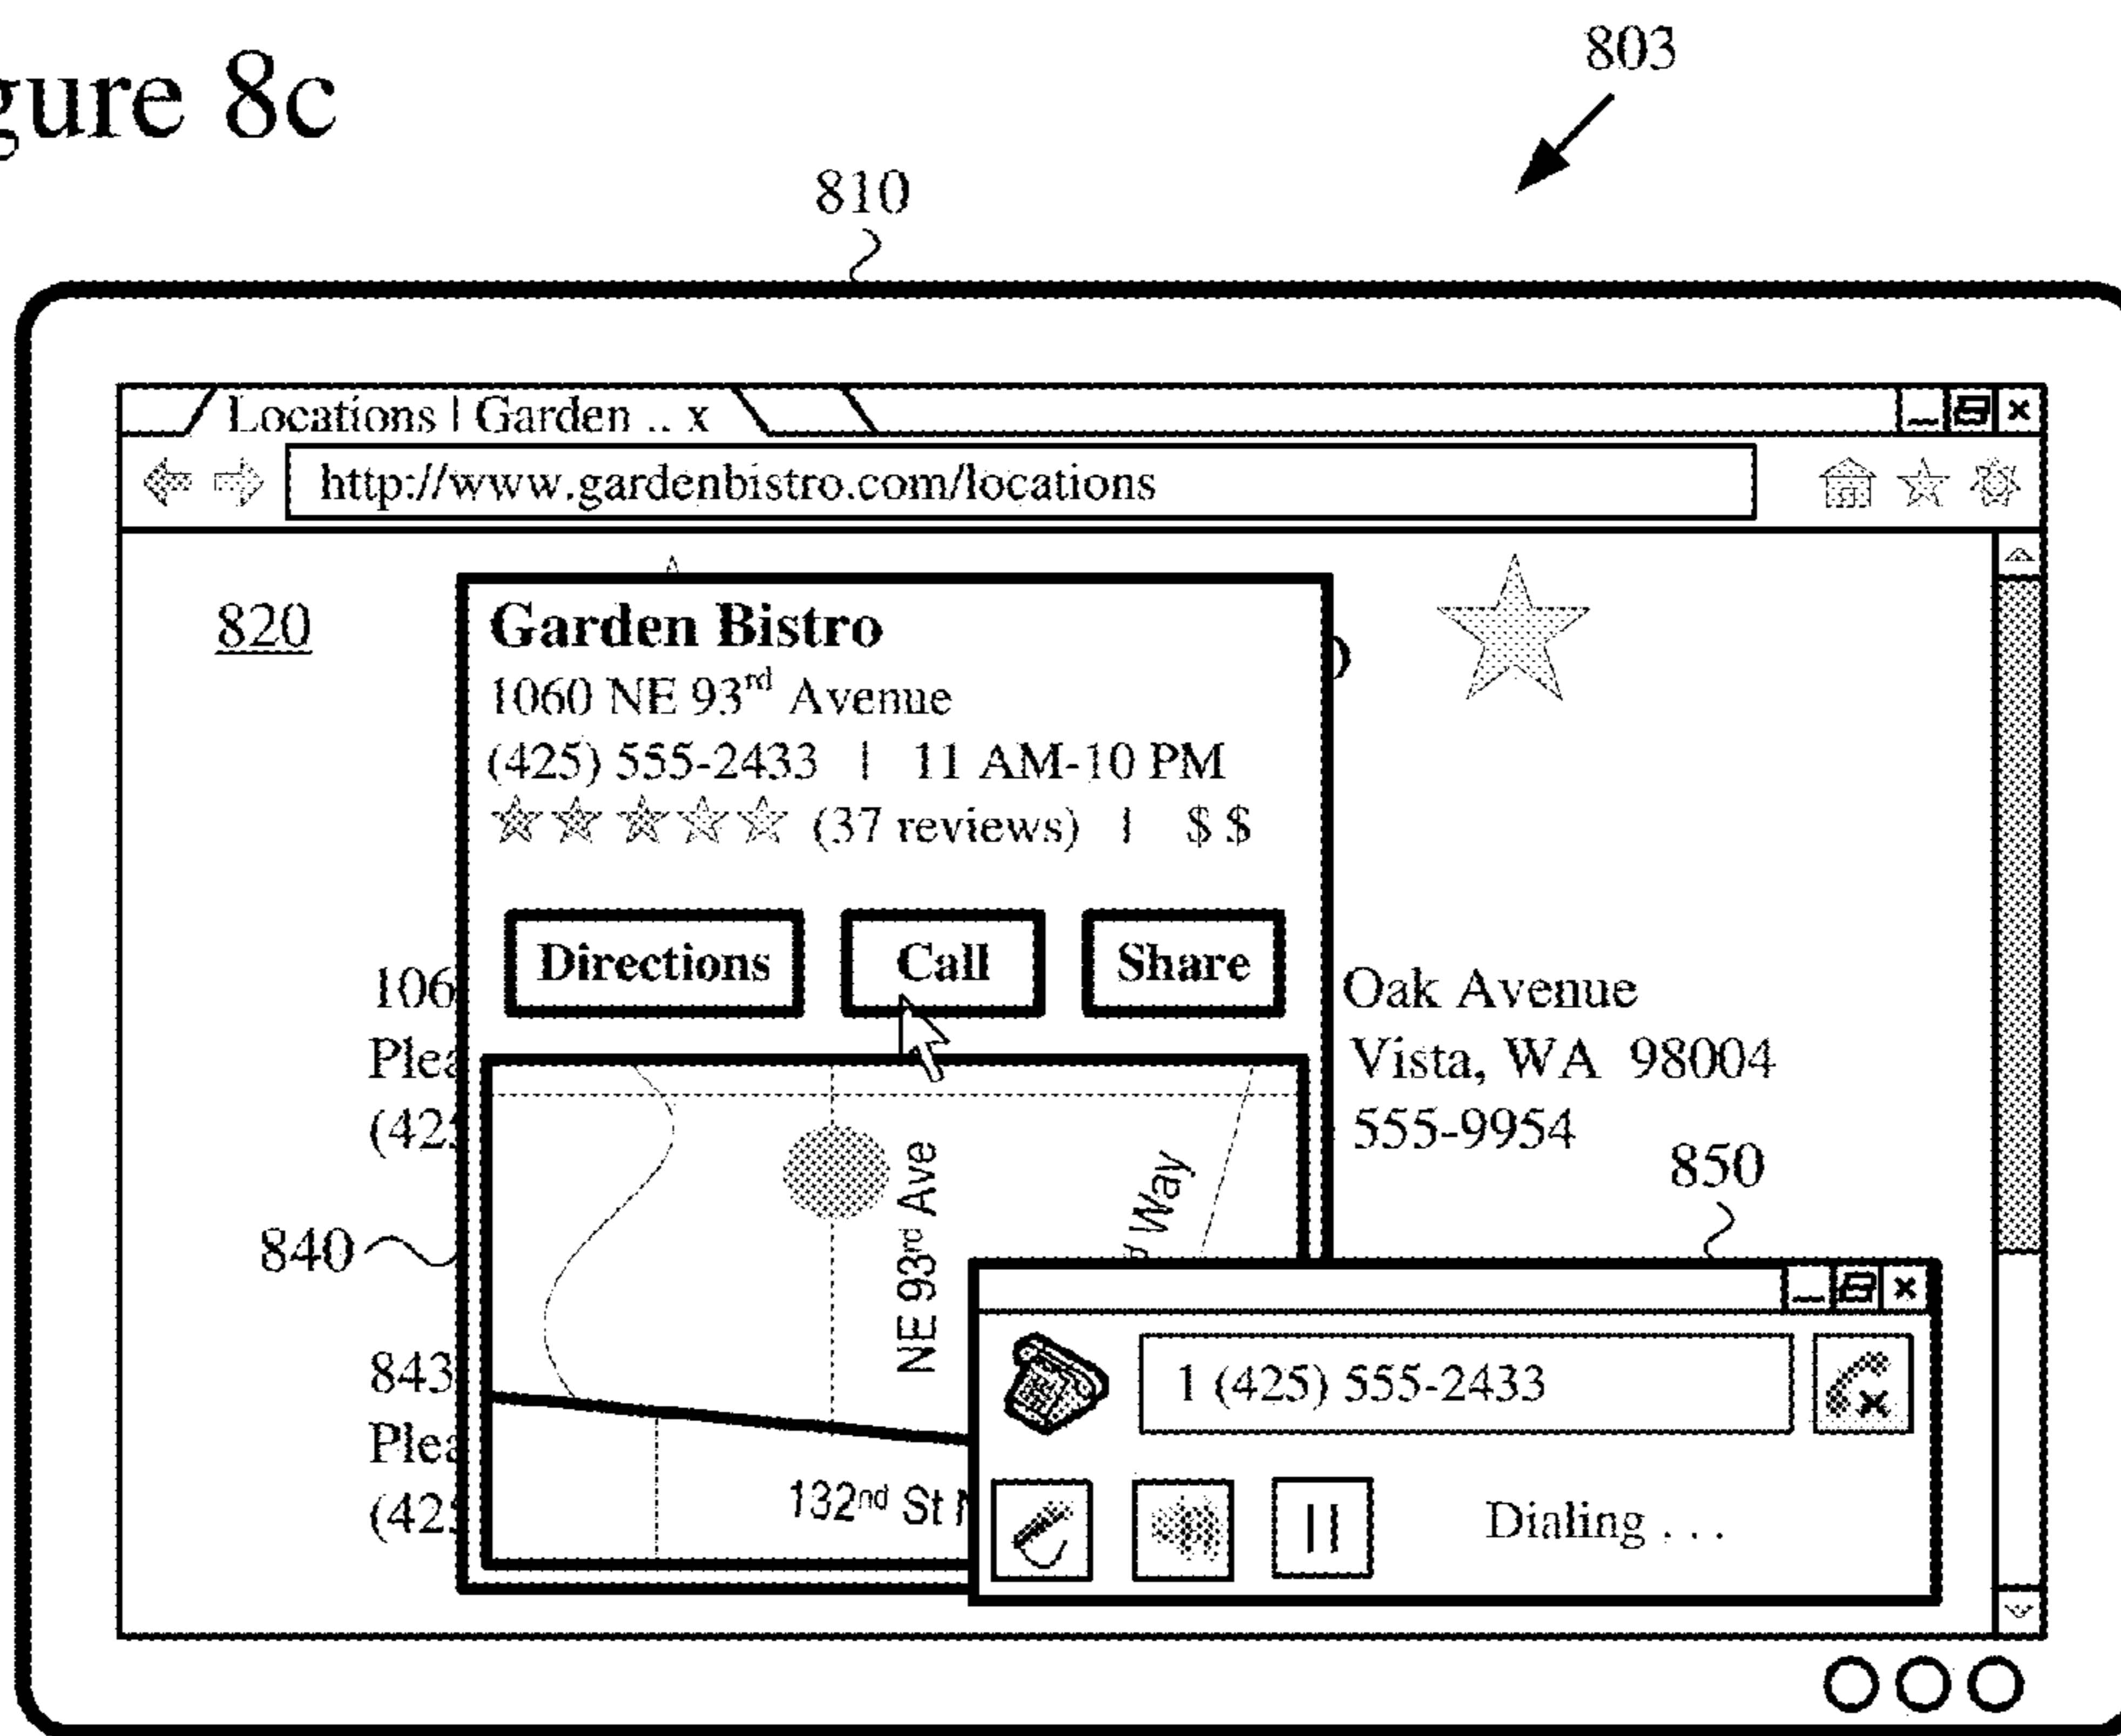 gure 8c
803
810
Locations | Garden .. x
http://www.gardenbistro.com/locations
820
Garden Bistro
1060 NE 93rd Avenue
(425) 555-2433 | 11 AM-10 PM
(37 reviews) | $ $
Directions Call Share
106 Oak Avenue
Plea Vista, WA 98004
(42 555-9954
850
NE 93rd Ave
Way
840
843
Plea
(42
132nd St
1 (425) 555-2433
Dialing . . .